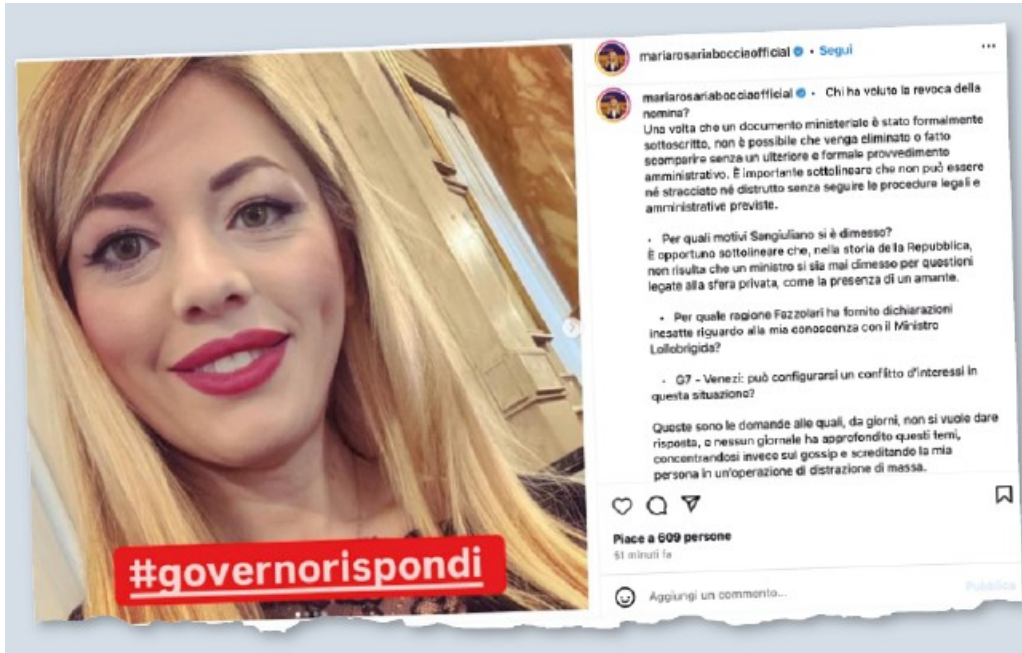 #governorispondi
mariarosariabocciaofficial • Segui
mariarosariabocciaofficial • Chi ha voluto la revoca della
nomina?
Una volta che un documento ministeriale è stato formalmente
sottoscritto, non è possibile che venga eliminato o fatto
scomparire senza un ulteriore e formale provvedimento
amministrativo. È importante sottolineare che non può essere
né stracciato né distrutto senza seguire le procedure legali e
amministrative previste.
• Per quali motivi Sangiuliano si è dimesso?
È opportuno sottolineare che, nella storia della Repubblica,
non risulta che un ministro si sia mai dimesso per questioni
legate alla sfera privata, come la presenza di un amante.
• Per quale ragione Fazzolari ha fornito dichiarazioni
inesatte riguardo alla mia conoscenza con il Ministro
Lollobrigida?
• G7 - Venezi: può configurarsi un conflitto d'interessi in
questa situazione?
Queste sono le domande alle quali, da giorni, non si vuole dare
risposta, e nessun giornale ha approfondito questi temi,
concentrandosi invece sul gossip e screditando la mia
persona in un'operazione di distrazione di massa.
Piace a 609 persone
51 minuti fa
Aggiungi un commento...
Pubblica